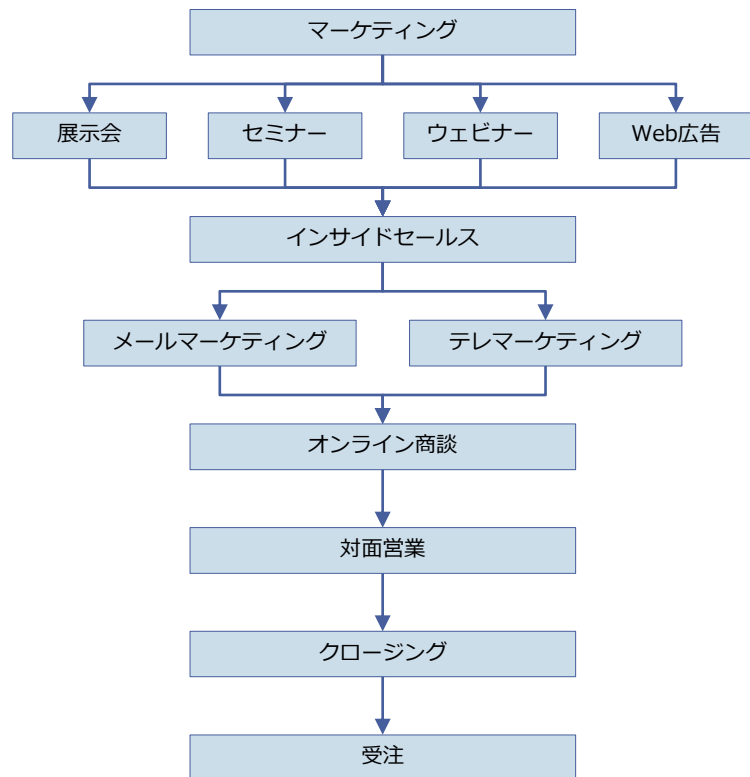 マーケティング
展示会
セミナー
ウェビナー
Web広告
インサイドセールス
メールマーケティング
テレマーケティング
オンライン商談
対面営業
クロージング
受注